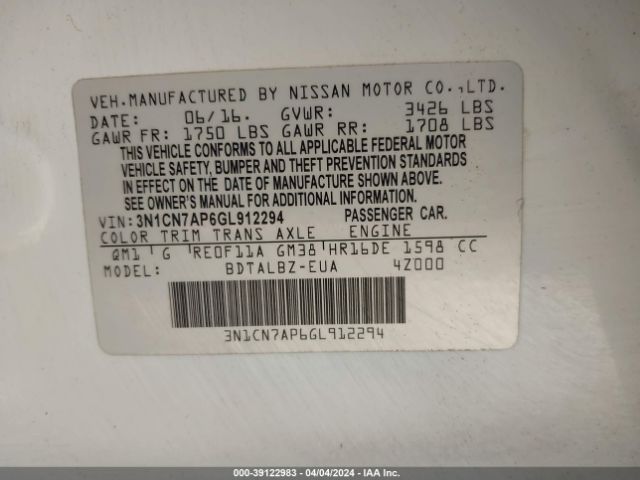 VEH.MANUFACTURED BY NISSAN MOTOR CO.,LTD.
DATE: 06/16. GVWR: 3426 LBS
GAWR FR: 1750 LBS GAWR RR: 1708 LBS
THIS VEHICLE CONFORMS TO ALL APPLICABLE FEDERAL MOTOR
VEHICLE SAFETY, BUMPER AND THEFT PREVENTION STANDARDS
IN EFFECT ON THE DATE OF MANUFACTURE SHOWN ABOVE.
SEE OWNER'S MANUAL FOR ADDITIONAL INFORMATION.
VIN: 3N1CN7AP6GL912294 PASSENGER CAR.
COLOR TRIM TRANS AXLE ENGINE
QM1 G RE0F11A GM38 HR16DE 1598 CC
MODEL: BDTALBZ-EUA 4Z000
3N1CN7AP6GL912294
000-39122983 - 04/04/2024 - IAA Inc.